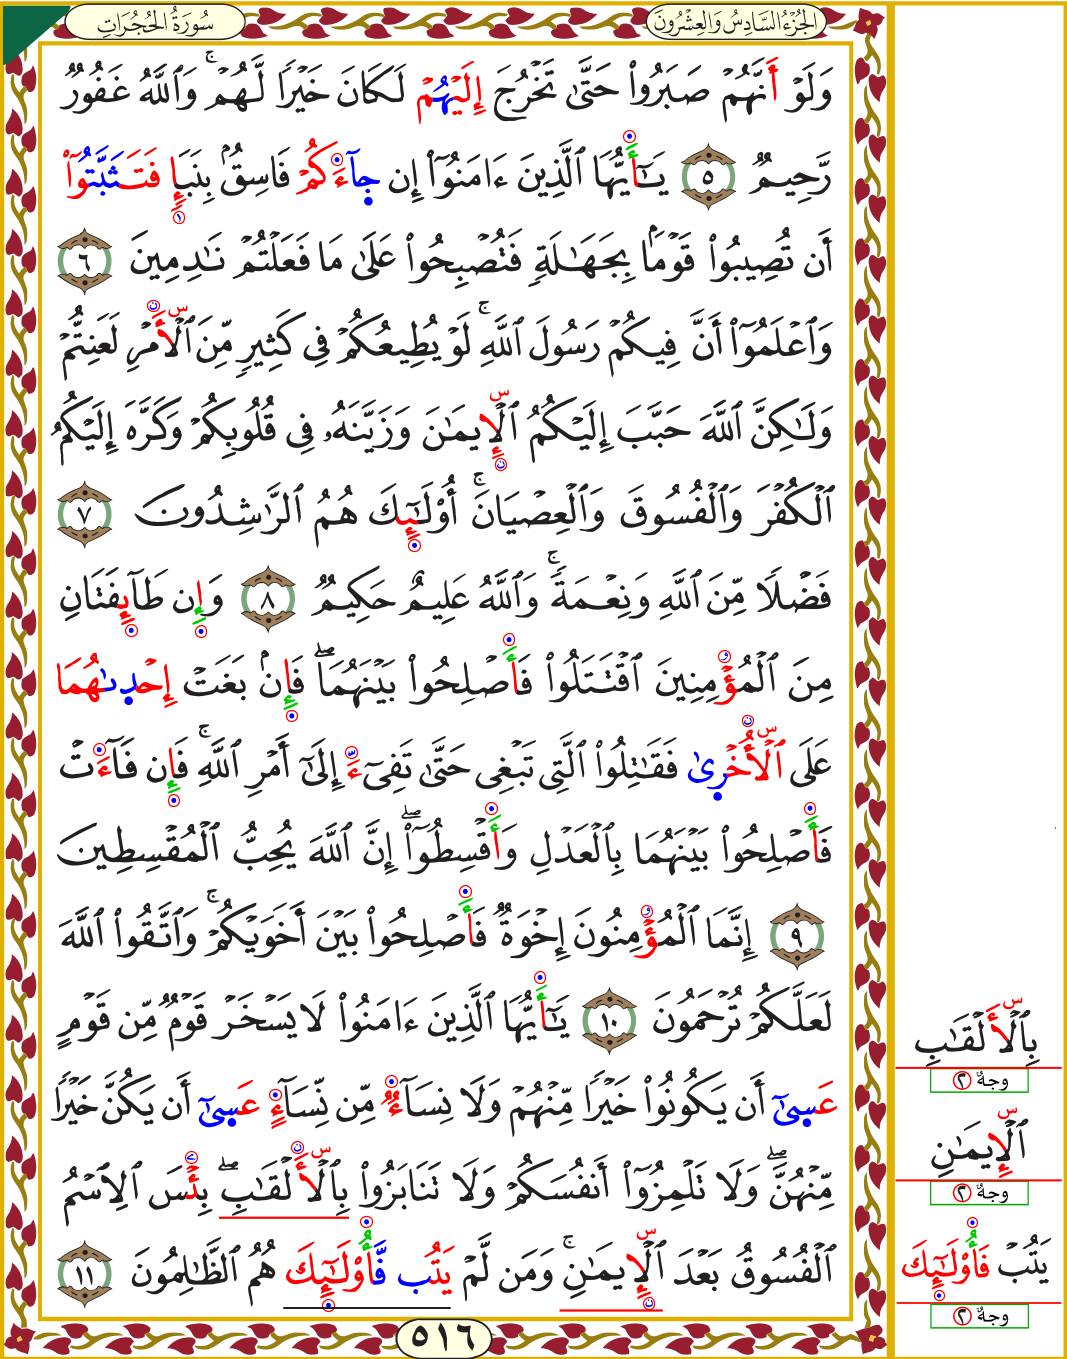 سُورَةُ الحُجُرَاتِ
الجُزْءُ السَّادِسُ وَالعِشْرُونَ
وَلَوۡ أَنَّهُمۡ صَبَرُوا۟ حَتَّىٰ تَخۡرُجَ إِلَيۡهُمۡ لَكَانَ خَيۡرٗا لَّهُمۡۚ وَٱللَّهُ غَفُورٞ
رَّحِيمٞ ٥ يَـٰٓأَيُّهَا ٱلَّذِينَ ءَامَنُوٓا۟ إِن جَآءَكُمۡ فَاسِقُۢ بِنَبَإٖ فَتَثَبَّتُوٓا۟
أَن تُصِيبُوا۟ قَوۡمَۢا بِجَهَـٰلَةٖ فَتُصۡبِحُوا۟ عَلَىٰ مَا فَعَلۡتُمۡ نَـٰدِمِينَ ٦
وَٱعۡلَمُوٓا۟ أَنَّ فِيكُمۡ رَسُولَ ٱللَّهِۚ لَوۡ يُطِيعُكُمۡ فِي كَثِيرٖ مِّنَ ٱلۡأَمۡرِ لَعَنِتُّمۡ
وَلَـٰكِنَّ ٱللَّهَ حَبَّبَ إِلَيۡكُمُ ٱلۡإِيمَـٰنَ وَزَيَّنَهُۥ فِي قُلُوبِكُمۡ وَكَرَّهَ إِلَيۡكُمُ
ٱلۡكُفۡرَ وَٱلۡفُسُوقَ وَٱلۡعِصۡيَانَۚ أُو۟لَـٰٓئِكَ هُمُ ٱلرَّٰشِدُونَ ٧
فَضۡلٗا مِّنَ ٱللَّهِ وَنِعۡمَةٗۚ وَٱللَّهُ عَلِيمٌ حَكِيمٞ ٨ وَإِن طَآئِفَتَانِ
مِنَ ٱلۡمُؤۡمِنِينَ ٱقۡتَتَلُوا۟ فَأَصۡلِحُوا۟ بَيۡنَهُمَاۖ فَإِنۢ بَغَتۡ إِحۡدَىٰهُمَا
عَلَى ٱلۡأُخۡرَىٰ فَقَـٰتِلُوا۟ ٱلَّتِي تَبۡغِي حَتَّىٰ تَفِيٓءَ إِلَىٰٓ أَمۡرِ ٱللَّهِۚ فَإِن فَآءَتۡ
فَأَصۡلِحُوا۟ بَيۡنَهُمَا بِٱلۡعَدۡلِ وَأَقۡسِطُوٓا۟ۖ إِنَّ ٱللَّهَ يُحِبُّ ٱلۡمُقۡسِطِينَ
٩ إِنَّمَا ٱلۡمُؤۡمِنُونَ إِخۡوَةٞ فَأَصۡلِحُوا۟ بَيۡنَ أَخَوَيۡكُمۡۚ وَٱتَّقُوا۟ ٱللَّهَ
لَعَلَّكُمۡ تُرۡحَمُونَ ١٠ يَـٰٓأَيُّهَا ٱلَّذِينَ ءَامَنُوا۟ لَا يَسۡخَرۡ قَوۡمٞ مِّن قَوۡمٍ
عَسَىٰٓ أَن يَكُونُوا۟ خَيۡرٗا مِّنۡهُمۡ وَلَا نِسَآءٞ مِّن نِّسَآءٍ عَسَىٰٓ أَن يَكُنَّ خَيۡرٗا
مِّنۡهُنَّۖ وَلَا تَلۡمِزُوٓا۟ أَنفُسَكُمۡ وَلَا تَنَابَزُوا۟ بِٱلۡأَلۡقَـٰبِۖ بِئۡسَ ٱلِٱسۡمُ
ٱلۡفُسُوقُ بَعۡدَ ٱلۡإِيمَـٰنِۚ وَمَن لَّمۡ يَتُب فَّأُو۟لَـٰٓئِكَ هُمُ ٱلظَّـٰلِمُونَ ١١
بِٱلۡأَلۡقَـٰبِ
وجهٌ ٢
ٱلۡإِيمَـٰنِ
وجهٌ ٢
يَتُبۡ فَأُو۟لَـٰٓئِكَ
وجهٌ ٢
٥١٦